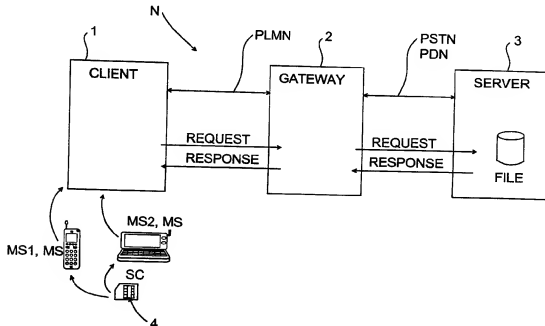 N
1
PLMN
2
PSTN
PDN
3
CLIENT
GATEWAY
SERVER
REQUEST
REQUEST
RESPONSE
RESPONSE
FILE
MS2, MS
MS1, MS
SC
4